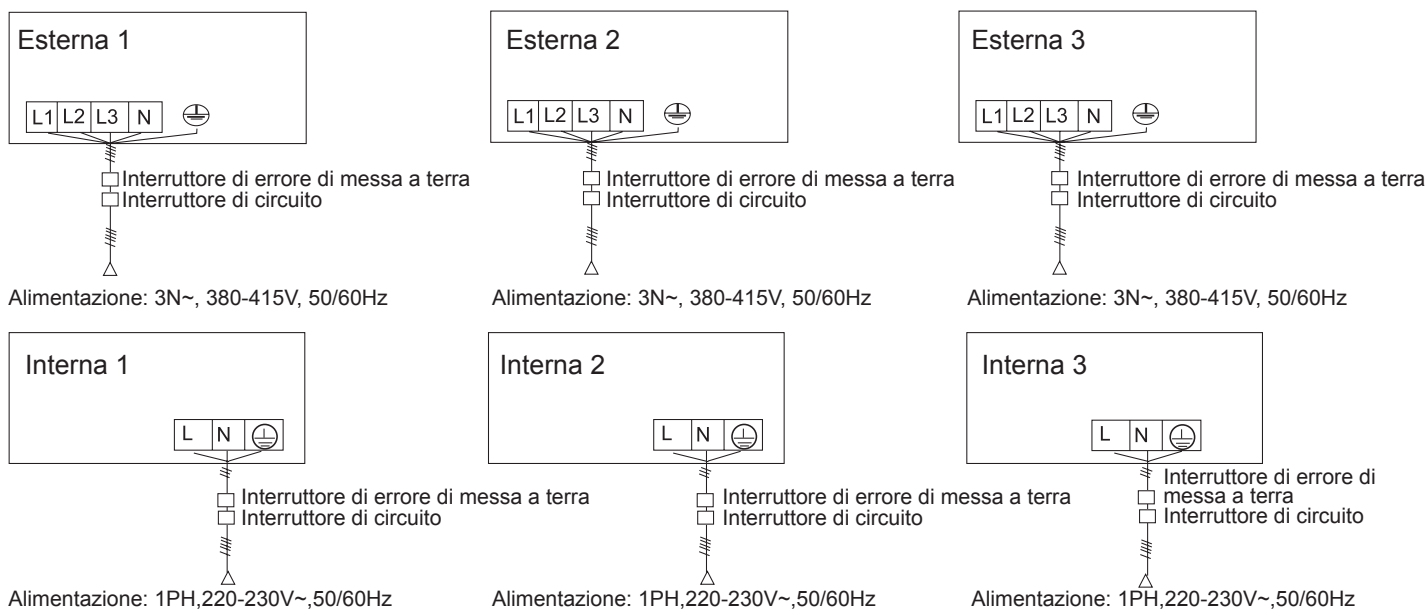 Esterna 1
L1 L2 L3 N
Interruttore di errore di messa a terra
Interruttore di circuito
Alimentazione: 3N~, 380-415V, 50/60Hz
Esterna 2
L1 L2 L3 N
Interruttore di errore di messa a terra
Interruttore di circuito
Alimentazione: 3N~, 380-415V, 50/60Hz
Esterna 3
L1 L2 L3 N
Interruttore di errore di messa a terra
Interruttore di circuito
Alimentazione: 3N~, 380-415V, 50/60Hz
Interna 1
L N
Interruttore di errore di messa a terra
Interruttore di circuito
Alimentazione: 1PH,220-230V~,50/60Hz
Interna 2
L N
Interruttore di errore di messa a terra
Interruttore di circuito
Alimentazione: 1PH,220-230V~,50/60Hz
Interna 3
L N
Interruttore di errore di
messa a terra
Interruttore di circuito
Alimentazione: 1PH,220-230V~,50/60Hz